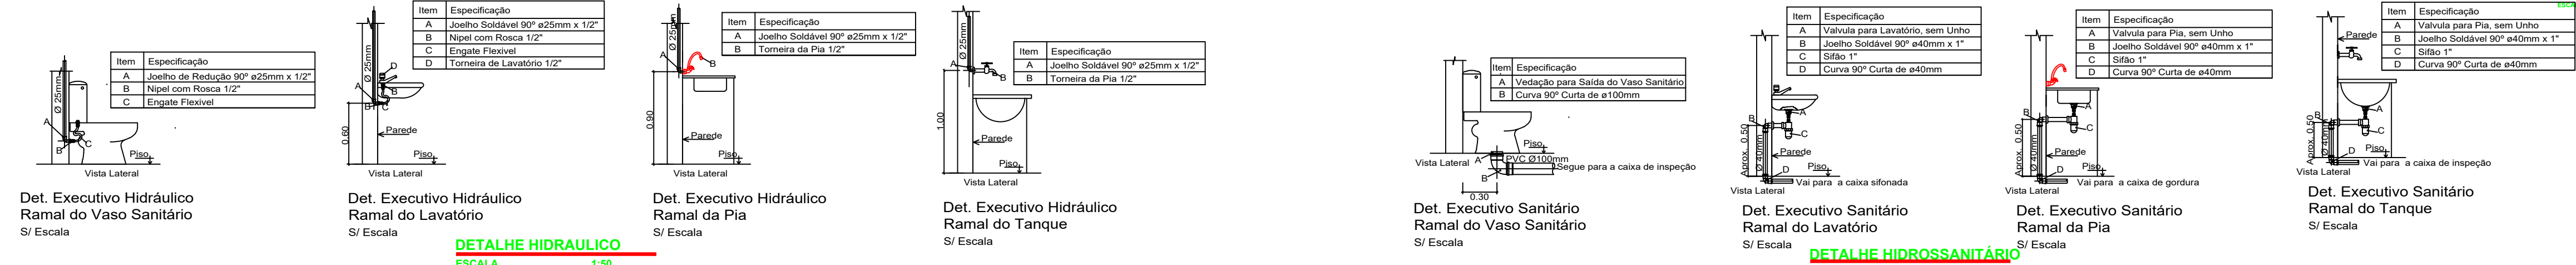 Item Especificação
A Joelho de Redução 90º ø25mm x 1/2"
B Nipel com Rosca 1/2"
C Engate Flexivel
Ø 25mm
A
B
C
Piso
Vista Lateral
Det. Executivo Hidráulico
Ramal do Vaso Sanitário
S/ Escala
Item Especificação
A Joelho Soldável 90º ø25mm x 1/2"
B Nipel com Rosca 1/2"
C Engate Flexivel
D Torneira de Lavatório 1/2"
Ø 25mm
D
A
B
B
C
0.60
Parede
Piso
Vista Lateral
Det. Executivo Hidráulico
Ramal do Lavatório
S/ Escala
Item Especificação
A Joelho Soldável 90º ø25mm x 1/2"
B Torneira da Pia 1/2"
Ø 25mm
A
B
0.90
Parede
Piso
Vista Lateral
Det. Executivo Hidráulico
Ramal da Pia
S/ Escala
DETALHE HIDRAULICO
ESCALA 1:50
Item Especificação
A Joelho Soldável 90º ø25mm x 1/2"
B Torneira da Pia 1/2"
Ø 25mm
A
B
1.00
Parede
Piso
Vista Lateral
Det. Executivo Hidráulico
Ramal do Tanque
S/ Escala
Item Especificação
A Vedação para Saída do Vaso Sanitário
B Curva 90º Curta de ø100mm
Piso
Vista Lateral
A
PVC Ø100mm
Segue para a caixa de inspeção
B
0.30
Det. Executivo Sanitário
Ramal do Vaso Sanitário
S/ Escala
Item Especificação
A Valvula para Lavatório, sem Unho
B Joelho Soldável 90º ø40mm x 1"
C Sifão 1"
D Curva 90º Curta de ø40mm
A
B
C
Aprox. 0.50
Ø 40mm
Parede
Piso
D
Vai para a caixa sifonada
Vista Lateral
Det. Executivo Sanitário
Ramal do Lavatório
S/ Escala
Item Especificação
A Valvula para Pia, sem Unho
B Joelho Soldável 90º ø40mm x 1"
C Sifão 1"
D Curva 90º Curta de ø40mm
A
B
C
Aprox. 0.50
Ø 40mm
Parede
Piso
D
Vai para a caixa de gordura
Vista Lateral
Det. Executivo Sanitário
Ramal da Pia
S/ Escala
DETALHE HIDROSSANITÁRIO
ESCA
Item Especificação
A Valvula para Pia, sem Unho
B Joelho Soldável 90º ø40mm x 1"
C Sifão 1"
D Curva 90º Curta de ø40mm
Parede
A
B
C
Aprox. 0.50
Ø 40mm
Piso
D
Vai para a caixa de inspeção
Vista Lateral
Det. Executivo Sanitário
Ramal do Tanque
S/ Escala